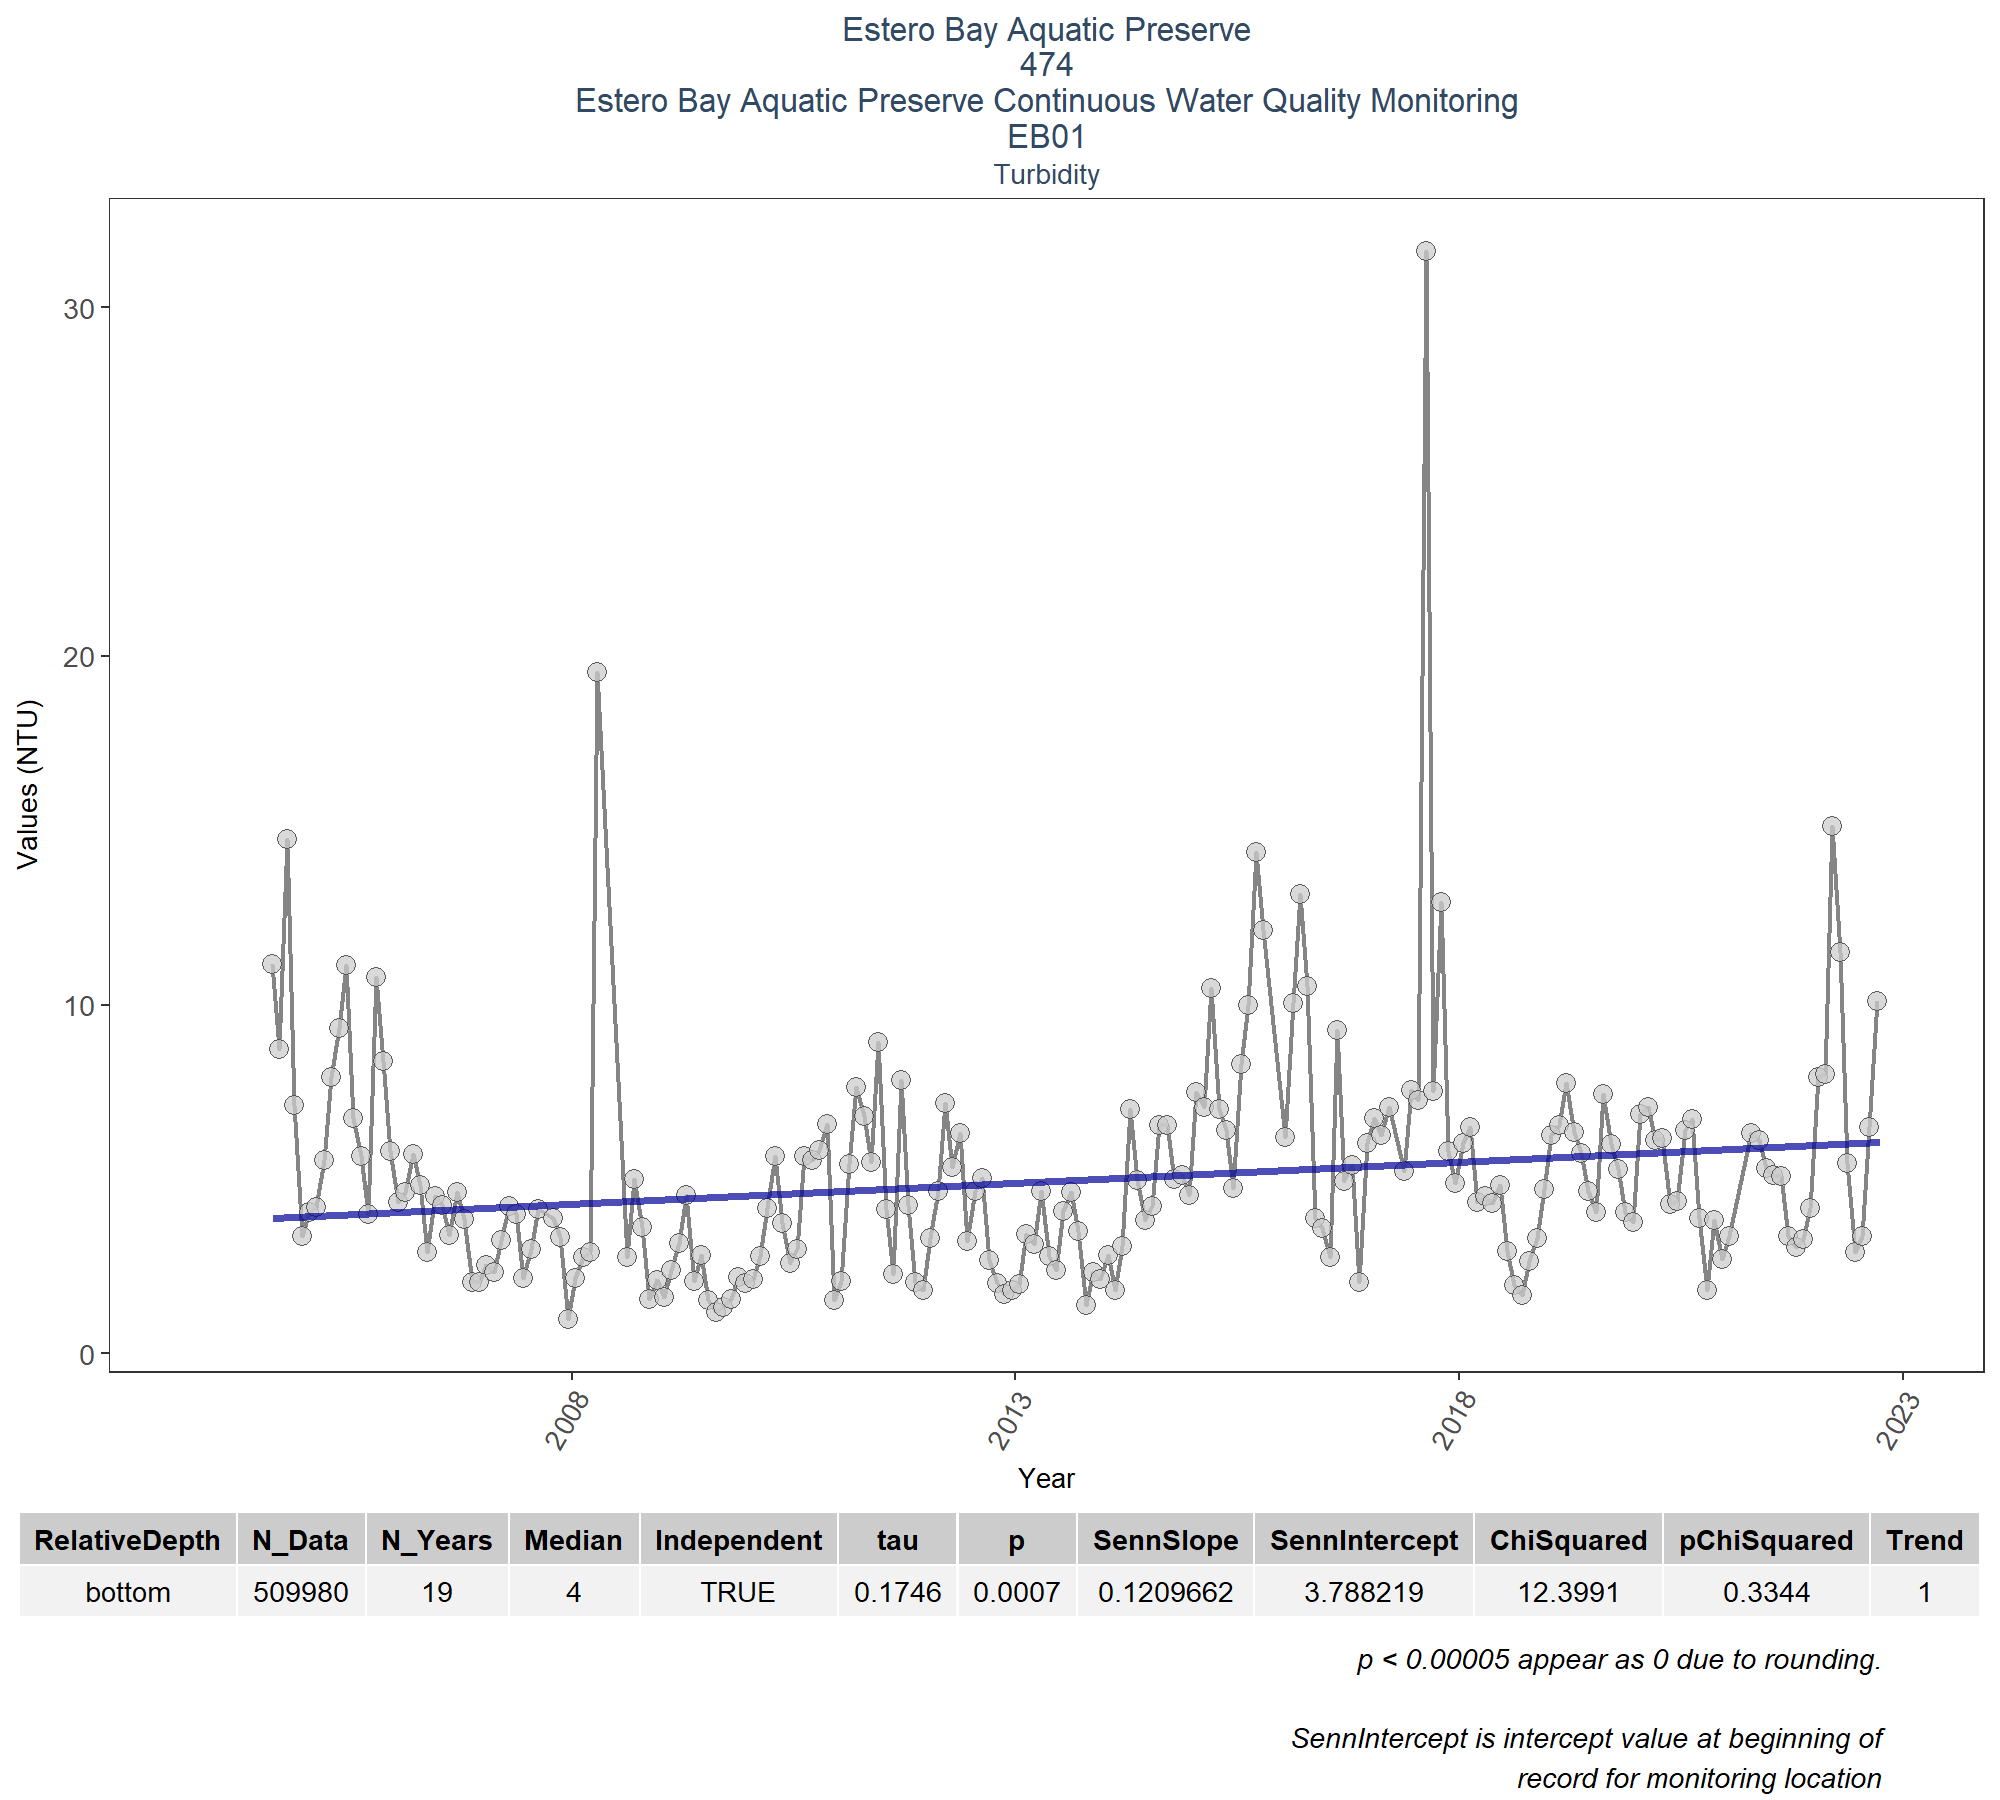 Estero Bay Aquatic Preserve
474
Estero Bay Aquatic Preserve Continuous Water Quality Monitoring
EB01
Turbidity
30
20
10
0
Values (NTU)
2008 2013 2018 2023
Year
RelativeDepth N_Data N_Years Median Independent tau p SennSlope SennIntercept ChiSquared pChiSquared Trend
bottom 509980 19 4 TRUE 0.1746 0.0007 0.1209662 3.788219 12.3991 0.3344 1
p < 0.00005 appear as 0 due to rounding.
SennIntercept is intercept value at beginning of
record for monitoring location